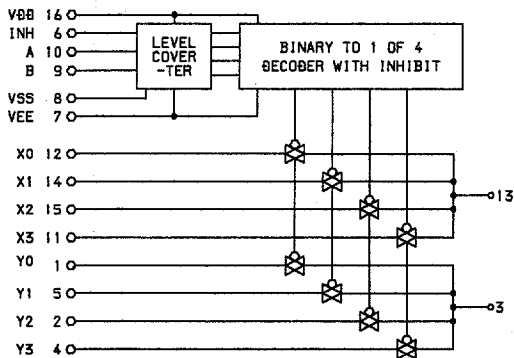 VDD 16
INH 6
A 10
B 9
VSS 8
VEE 7
LEVEL
COVER
-TER
BINARY TO 1 OF 4
DECODER WITH INHIBIT
X0 12
X1 14
X2 15
X3 11
13
Y0 1
Y1 5
Y2 2
Y3 4
3